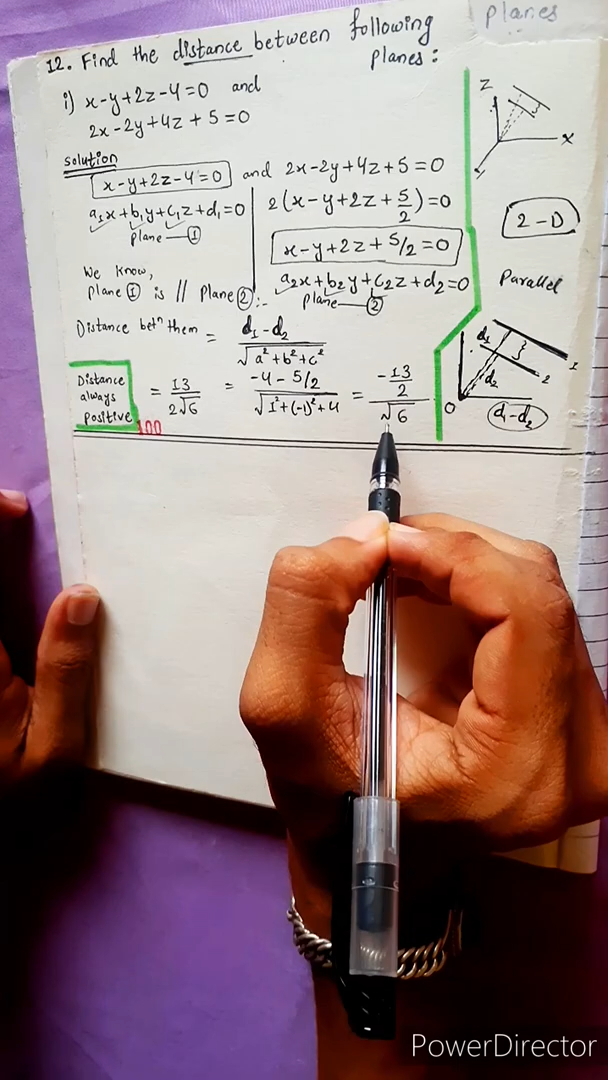 planes
12. Find the distance between following
planes:
i) x-y+2z-4=0 and
2x-2y+4z+5=0
solution
x-y+2z-4=0 and 2x-2y+4z+5=0
a₁x+b₁y+c₁z+d₁=0
plane — ①
2(x-y+2z+5/2)=0
x-y+2z+5/2=0
a₂x+b₂y+c₂z+d₂=0
plane — ②
We know,
plane ① is // Plane ②:-
Distance betⁿ them = d₁-d₂ / √a²+b²+c²
Distance
always
positive
= 13 / 2√6 = -4-5/2 / √1²+(-1)²+4 = -13/2 / √6
100
Z
X
Y
2-D
Parallel
d₁
1
d₂
2
O
d₁-d₂
PowerDirector